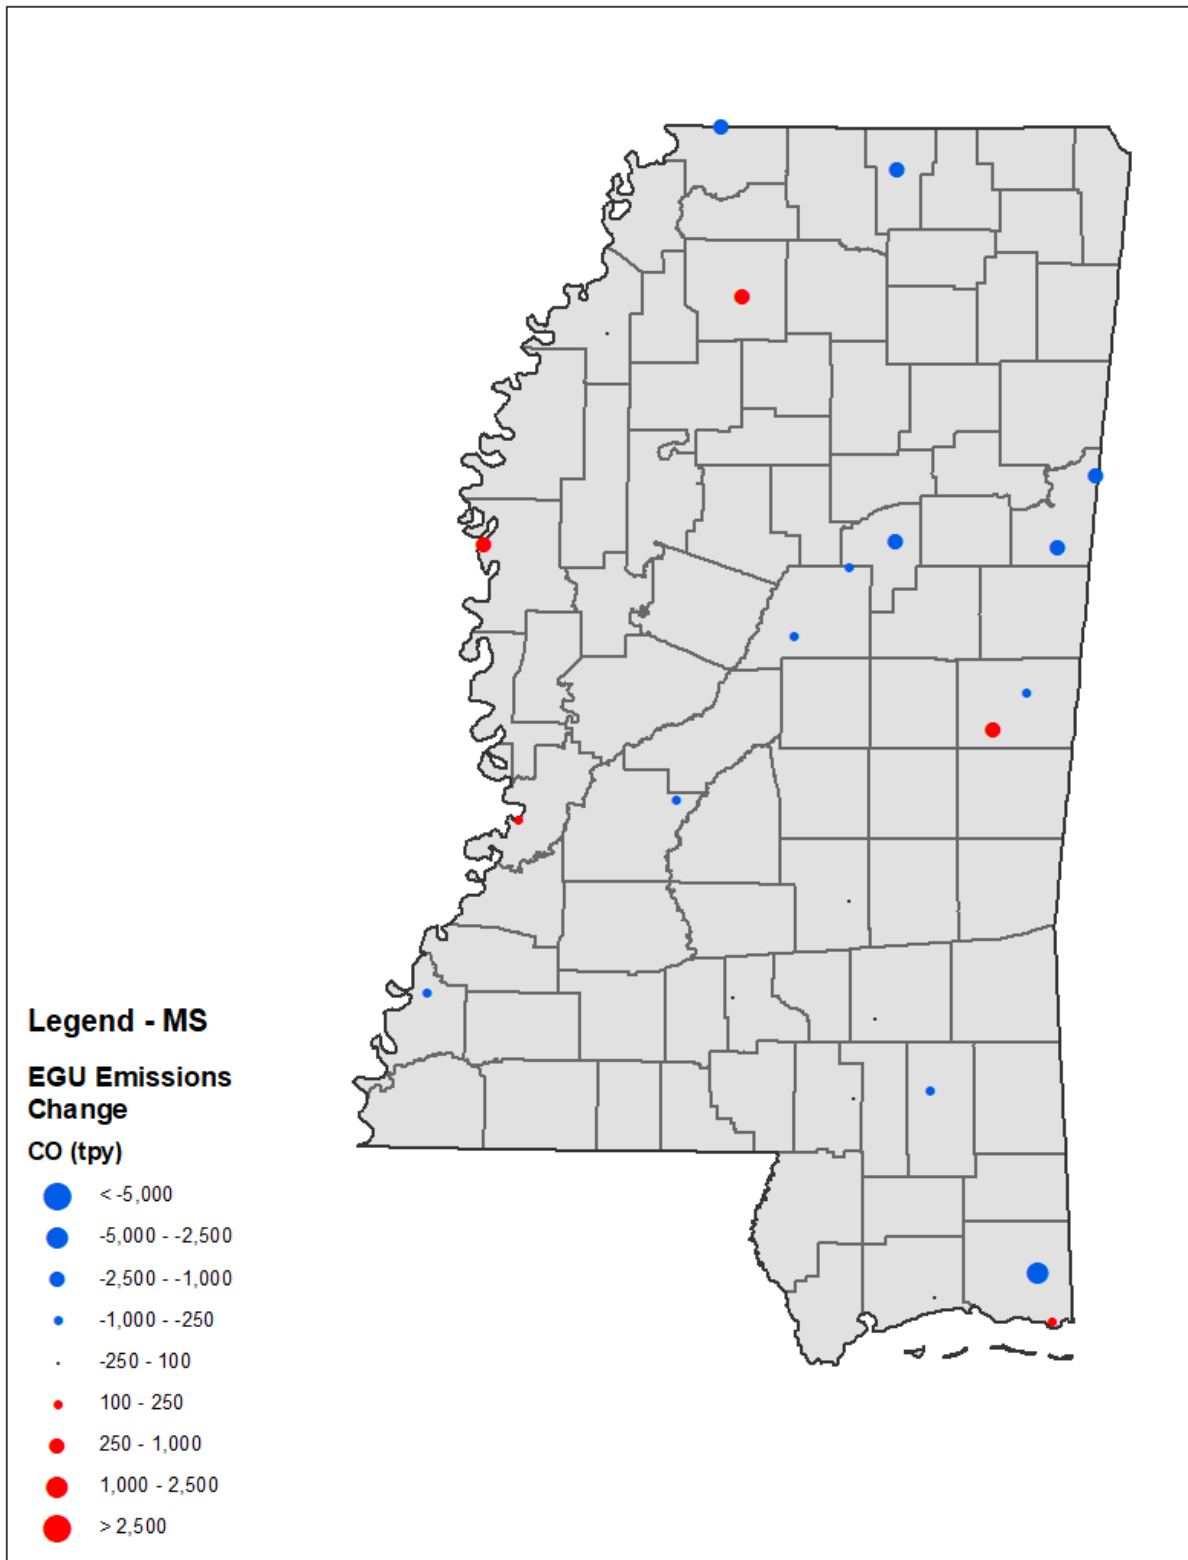 Legend - MS
EGU Emissions
Change
CO (tpy)
< -5,000
-5,000 - -2,500
-2,500 - -1,000
-1,000 - -250
-250 - 100
100 - 250
250 - 1,000
1,000 - 2,500
> 2,500